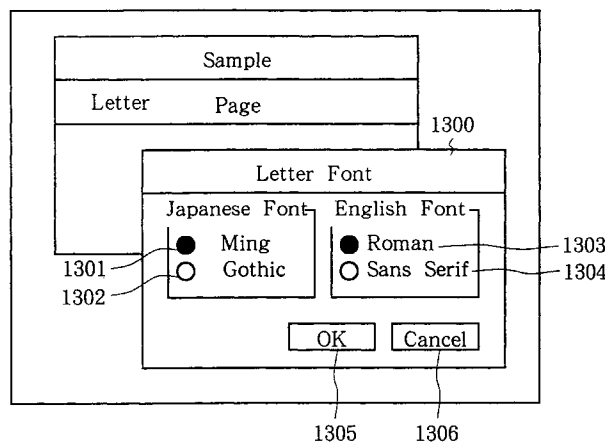 Sample
Letter Page
1300
Letter Font
Japanese Font English Font
Ming Roman 1303
1301
Gothic Sans Serif 1304
1302
OK Cancel
1305 1306